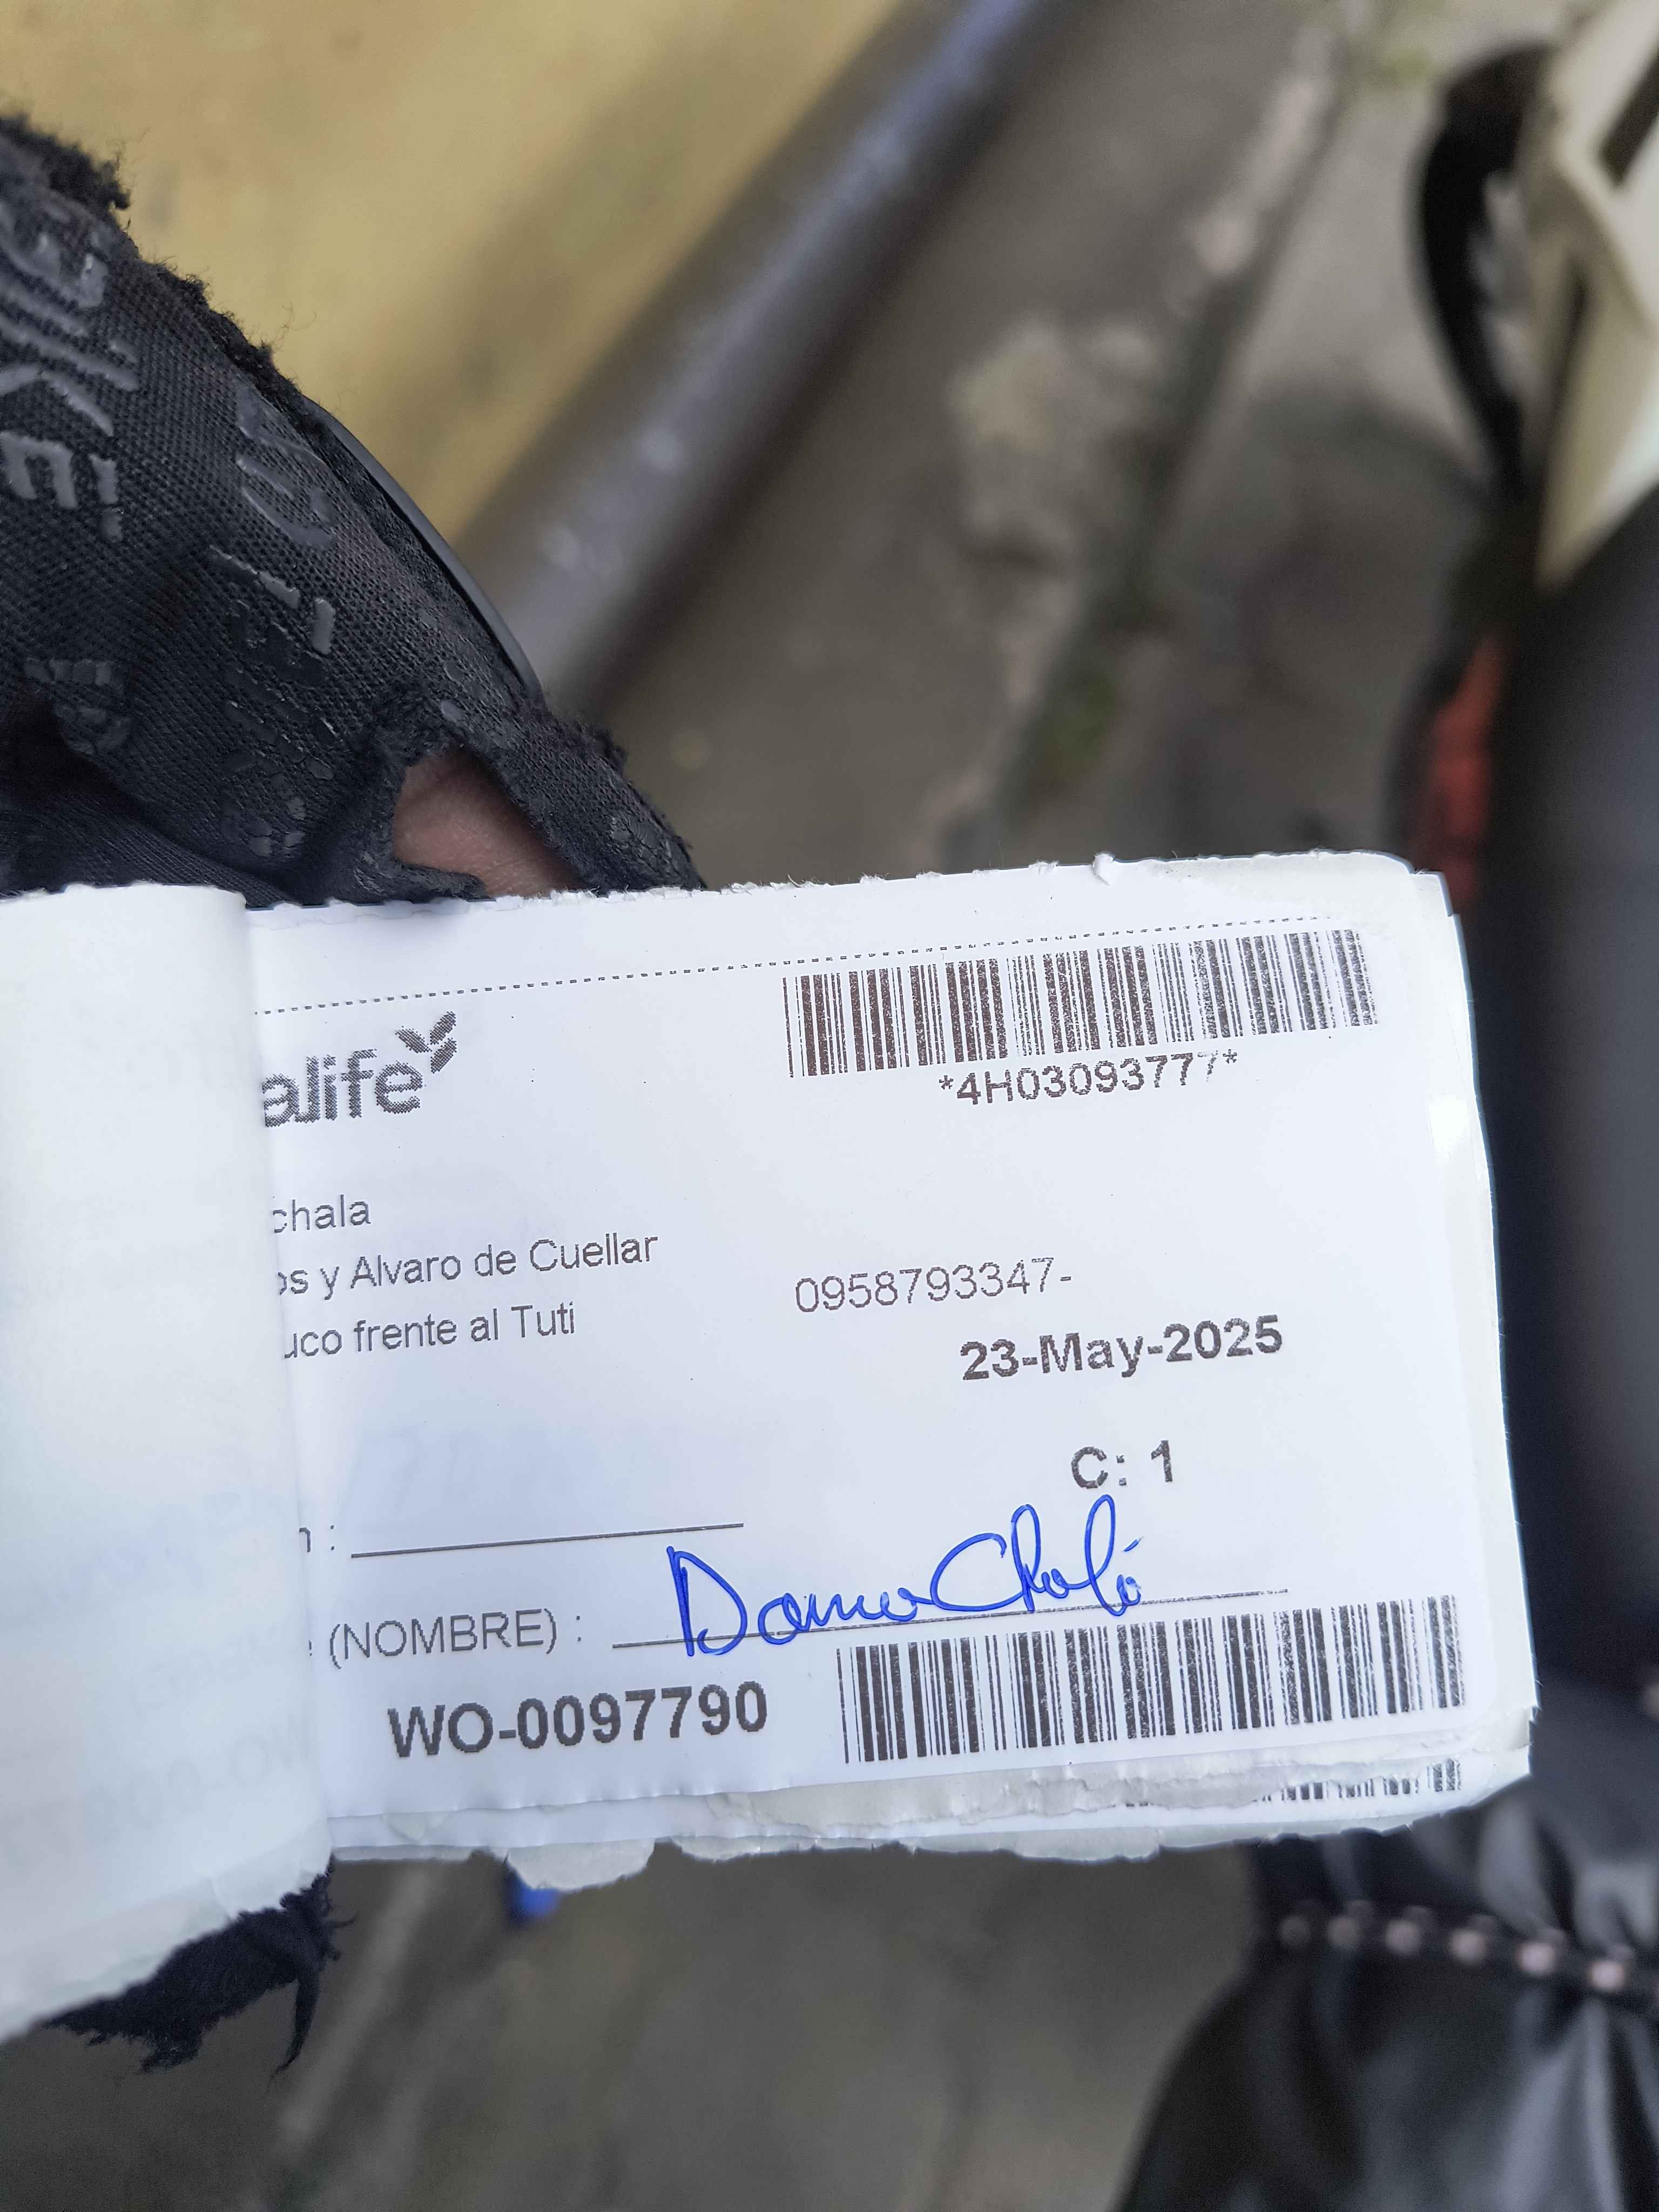 alife
*4H03093777*
chala
os y Alvaro de Cuellar
0958793347-
uco frente al Tuti
23-May-2025
C: 1
n :
(NOMBRE) :
WO-0097790